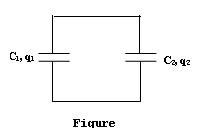 C₁, q₁
C₂, q₂
Figure